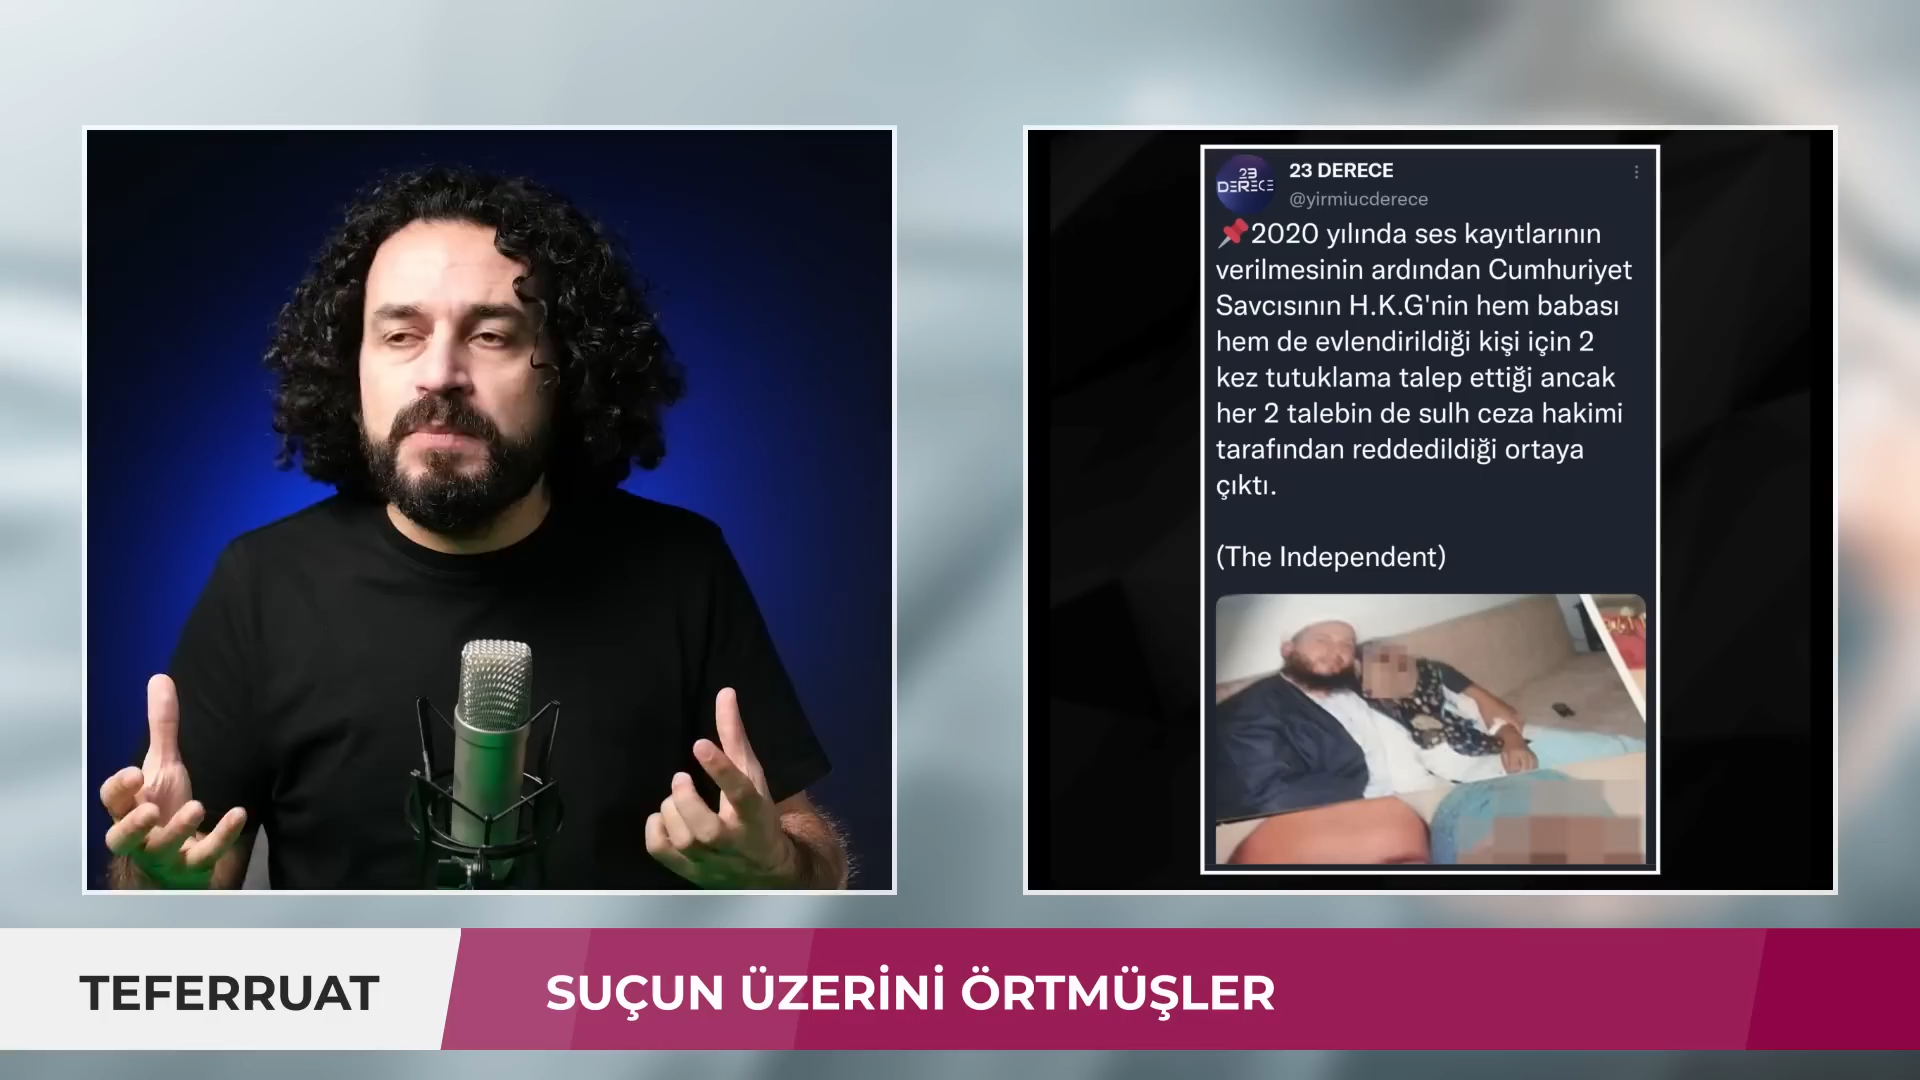 23
DERECE
23 DERECE
@yirmiucderece
📌2020 yılında ses kayıtlarının
verilmesinin ardından Cumhuriyet
Savcısının H.K.G'nin hem babası
hem de evlendirildiği kişi için 2
kez tutuklama talep ettiği ancak
her 2 talebin de sulh ceza hakimi
tarafından reddedildiği ortaya
çıktı.
(The Independent)
TEFERRUAT
SUÇUN ÜZERİNİ ÖRTMÜŞLER